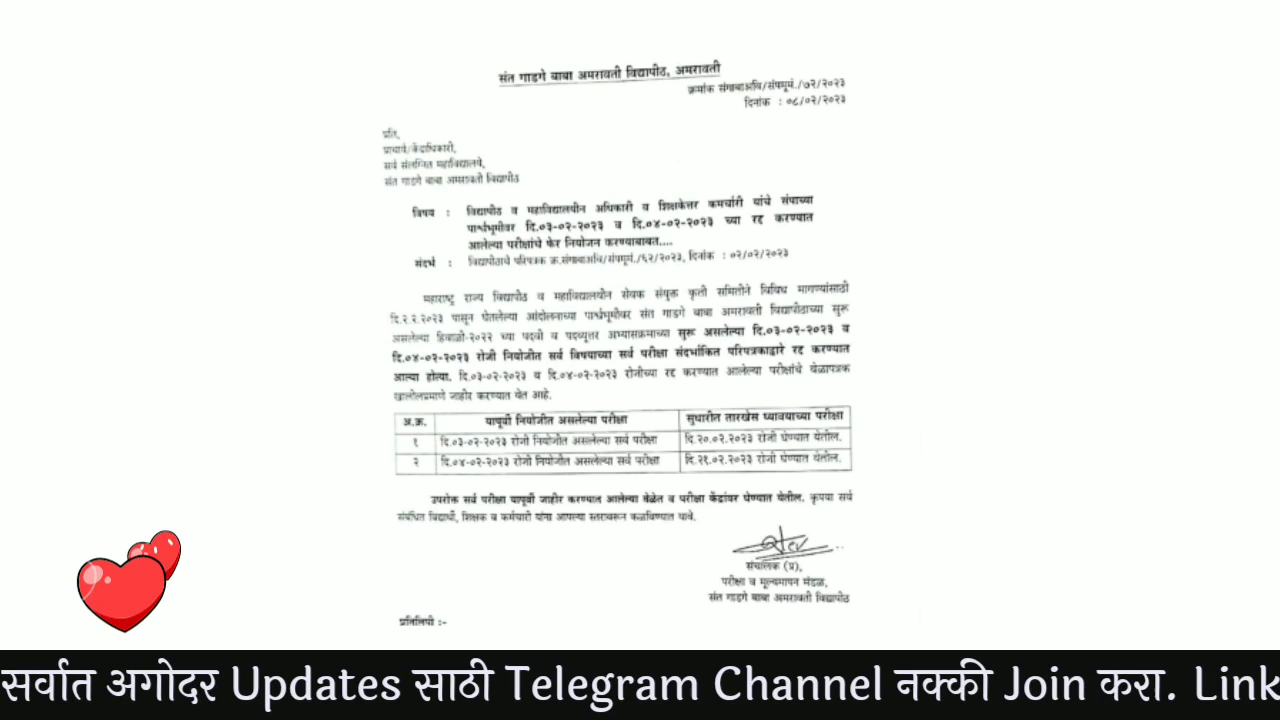 संत गाडगे बाबा अमरावती विद्यापीठ, अमरावती
क्रमांक संगाबाअवि/संपमूमं./७२/२०२३
दिनांक : ०८/०२/२०२३
प्रति,
प्राचार्य/केंद्राधिकारी,
सर्व संलग्नित महाविद्यालये,
संत गाडगे बाबा अमरावती विद्यापीठ
विषय : विद्यापीठ व महाविद्यालयीन अधिकारी व शिक्षकेत्तर कर्मचारी यांचे संपाच्या
पार्श्वभूमीवर दि.०३-०२-२०२३ व दि.०४-०२-२०२३ च्या रद्द करण्यात
आलेल्या परीक्षांचे फेर नियोजन करण्याबाबत....
संदर्भ : विद्यापीठाचे परिपत्रक क्र.संगाबाअवि/संपमूमं./६२/२०२३, दिनांक : ०२/०२/२०२३
महाराष्ट्र राज्य विद्यापीठ व महाविद्यालयीन सेवक संयुक्त कृती समितीने विविध मागण्यांसाठी
दि.२.२.२०२३ पासून घेतलेल्या आंदोलनाच्या पार्श्वभूमीवर संत गाडगे बाबा अमरावती विद्यापीठाच्या सुरू
असलेल्या हिवाळी-२०२२ च्या पदवी व पदव्युत्तर अभ्यासक्रमाच्या सुरू असलेल्या दि.०३-०२-२०२३ व
दि.०४-०२-२०२३ रोजी नियोजीत सर्व विषयाच्या सर्व परीक्षा संदर्भाकित परिपत्रकाद्वारे रद्द करण्यात
आल्या होत्या. दि.०३-०२-२०२३ व दि.०४-०२-२०२३ रोजीच्या रद्द करण्यात आलेल्या परीक्षांचे वेळापत्रक
खालीलप्रमाणे जाहीर करण्यात येत आहे.
अ.क्र. यापूर्वी नियोजीत असलेल्या परीक्षा सुधारीत तारखेस घ्यावयाच्या परीक्षा
१ दि.०३-०२-२०२३ रोजी नियोजीत असलेल्या सर्व परीक्षा दि.२०.०२.२०२३ रोजी घेण्यात येतील.
२ दि.०४-०२-२०२३ रोजी नियोजीत असलेल्या सर्व परीक्षा दि.२१.०२.२०२३ रोजी घेण्यात येतील.
उपरोक्त सर्व परीक्षा यापूर्वी जाहीर करण्यात आलेल्या वेळेत व परीक्षा केंद्रांवर घेण्यात येतील. कृपया सर्व
संबंधित विद्यार्थी, शिक्षक व कर्मचारी यांना आपल्या स्तरावरून कळविण्यात यावे.
संचालक (प्र),
परीक्षा व मूल्यमापन मंडळ,
संत गाडगे बाबा अमरावती विद्यापीठ
प्रतिलिपी :-
सर्वात अगोदर Updates साठी Telegram Channel नक्की Join करा. Link